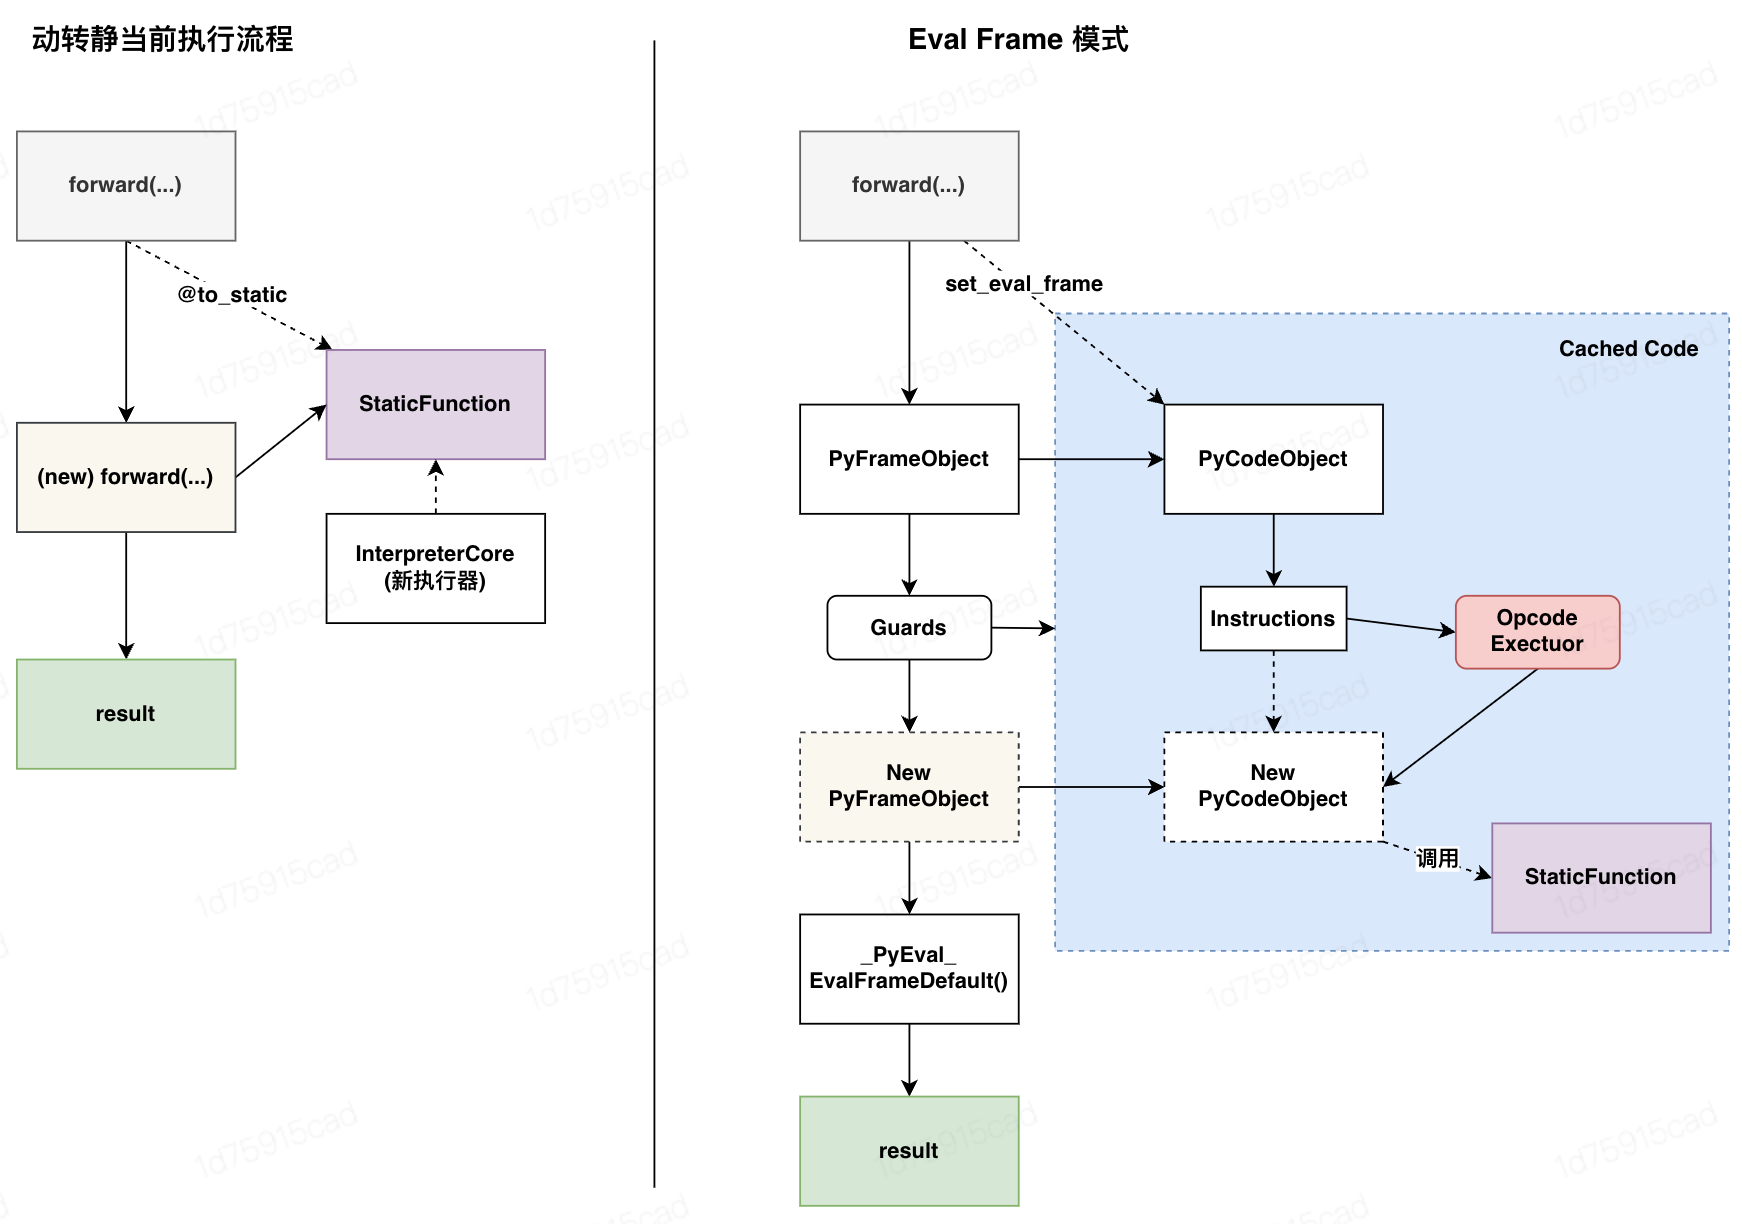 动转静当前执行流程
forward(...)
@to_static
StaticFunction
(new) forward(...)
InterpreterCore
(新执行器)
result
Eval Frame 模式
forward(...)
set_eval_frame
Cached Code
PyFrameObject
PyCodeObject
Guards
Instructions
Opcode
Exectuor
New
PyFrameObject
New
PyCodeObject
调用
StaticFunction
_PyEval_
EvalFrameDefault()
result
1d75915cad